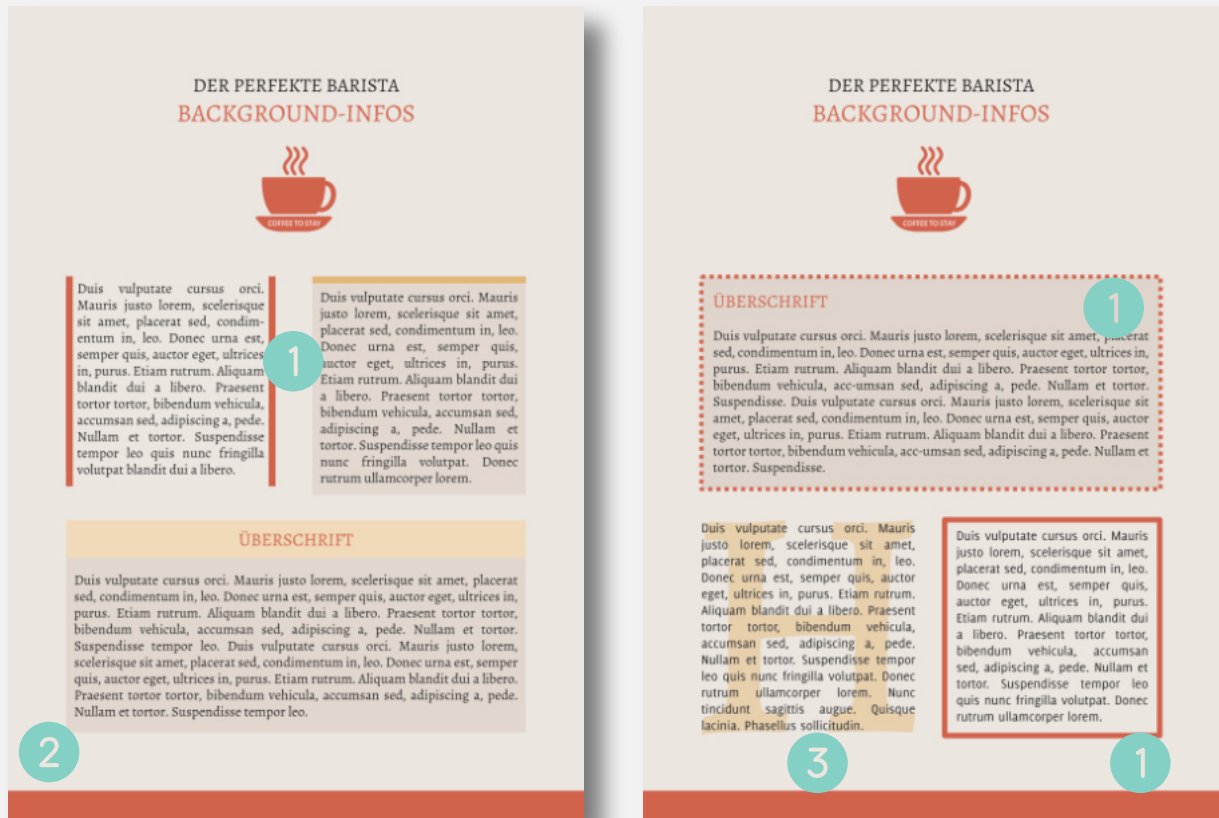 DER PERFEKTE BARISTA
BACKGROUND-INFOS
COFFEE TO STAY
Duis vulputate cursus orci.
Mauris justo lorem, scelerisque
sit amet, placerat sed, condim-
entum in, leo. Donec urna est,
semper quis, auctor eget, ultrices
in, purus. Etiam rutrum. Aliquam
blandit dui a libero. Praesent
tortor tortor, bibendum vehicula,
accumsan sed, adipiscing a, pede.
Nullam et tortor. Suspendisse
tempor leo quis nunc fringilla
volutpat blandit dui a libero.
1
Duis vulputate cursus orci. Mauris
justo lorem, scelerisque sit amet,
placerat sed, condimentum in, leo.
Donec urna est, semper quis,
auctor eget, ultrices in, purus.
Etiam rutrum. Aliquam blandit dui
a libero. Praesent tortor tortor,
bibendum vehicula, accumsan sed,
adipiscing a, pede. Nullam et
tortor. Suspendisse tempor leo quis
nunc fringilla volutpat. Donec
rutrum ullamcorper lorem.
ÜBERSCHRIFT
Duis vulputate cursus orci. Mauris justo lorem, scelerisque sit amet, placerat
sed, condimentum in, leo. Donec urna est, semper quis, auctor eget, ultrices in,
purus. Etiam rutrum. Aliquam blandit dui a libero. Praesent tortor tortor,
bibendum vehicula, accumsan sed, adipiscing a, pede. Nullam et tortor.
Suspendisse tempor leo. Duis vulputate cursus orci. Mauris justo lorem,
scelerisque sit amet, placerat sed, condimentum in, leo. Donec urna est, semper
quis, auctor eget, ultrices in, purus. Etiam rutrum. Aliquam blandit dui a libero.
Praesent tortor tortor, bibendum vehicula, accumsan sed, adipiscing a, pede.
Nullam et tortor. Suspendisse tempor leo.
2
DER PERFEKTE BARISTA
BACKGROUND-INFOS
COFFEE TO STAY
ÜBERSCHRIFT
1
Duis vulputate cursus orci. Mauris justo lorem, scelerisque sit amet, placerat
sed, condimentum in, leo. Donec urna est, semper quis, auctor eget, ultrices in,
purus. Etiam rutrum. Aliquam blandit dui a libero. Praesent tortor tortor,
bibendum vehicula, acc-umsan sed, adipiscing a, pede. Nullam et tortor.
Suspendisse. Duis vulputate cursus orci. Mauris justo lorem, scelerisque sit
amet, placerat sed, condimentum in, leo. Donec urna est, semper quis, auctor
eget, ultrices in, purus. Etiam rutrum. Aliquam blandit dui a libero. Praesent
tortor tortor, bibendum vehicula, acc-umsan sed, adipiscing a, pede. Nullam et
tortor. Suspendisse.
H
Duis vulputate cursus orci. Mauris
justo lorem, scelerisque sit amet,
placerat sed, condimentum in, leo.
Donec urna est, semper quis, auctor
eget, ultrices in, purus. Etiam rutrum.
Aliquam blandit dui a libero. Praesent
tortor tortor, bibendum vehicula,
accumsan sed, adipiscing a, pede.
Nullam et tortor. Suspendisse tempor
leo quis nunc fringilla volutpat. Donec
rutrum ullamcorper lorem. Nunc
tincidunt sagittis augue. Quisque
lacinia. Phasellus sollicitudin.
3
Duis vulputate cursus orci. Mauris
justo lorem, scelerisque sit amet,
placerat sed, condimentum in, leo.
Donec urna est, semper quis,
auctor eget, ultrices in, purus.
Etiam rutrum. Aliquam blandit dui
a libero. Praesent tortor tortor,
bibendum vehicula, accumsan
sed, adipiscing a, pede. Nullam et
tortor. Suspendisse tempor leo
quis nunc fringilla volutpat. Donec
rutrum ullamcorper lorem.
1